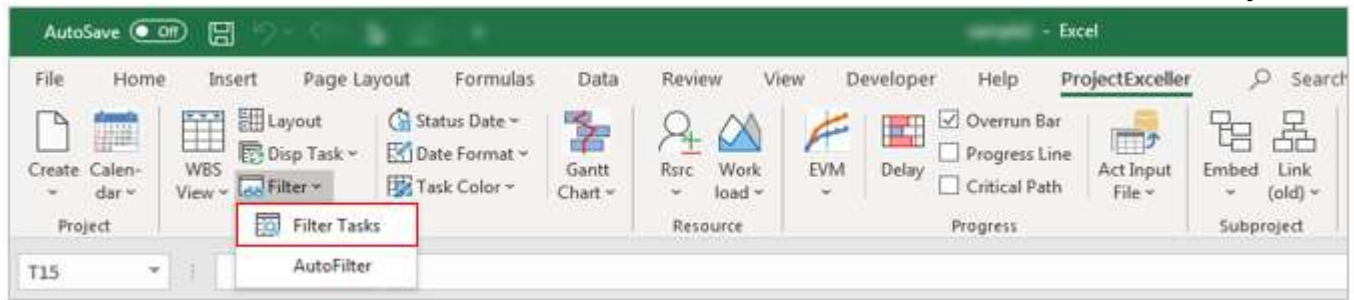 AutoSave Off - Excel
File Home Insert Page Layout Formulas Data Review View Developer Help ProjectExceller Search
Layout Status Date Overrun Bar
Disp Task Date Format Progress Line
Create Calen- WBS Gantt Rsrc Work EVM Delay Act Input Embed Link
dar View Filter Task Color Chart load Critical Path File (old)
Project Resource Progress Subproject
Filter Tasks
AutoFilter
T15